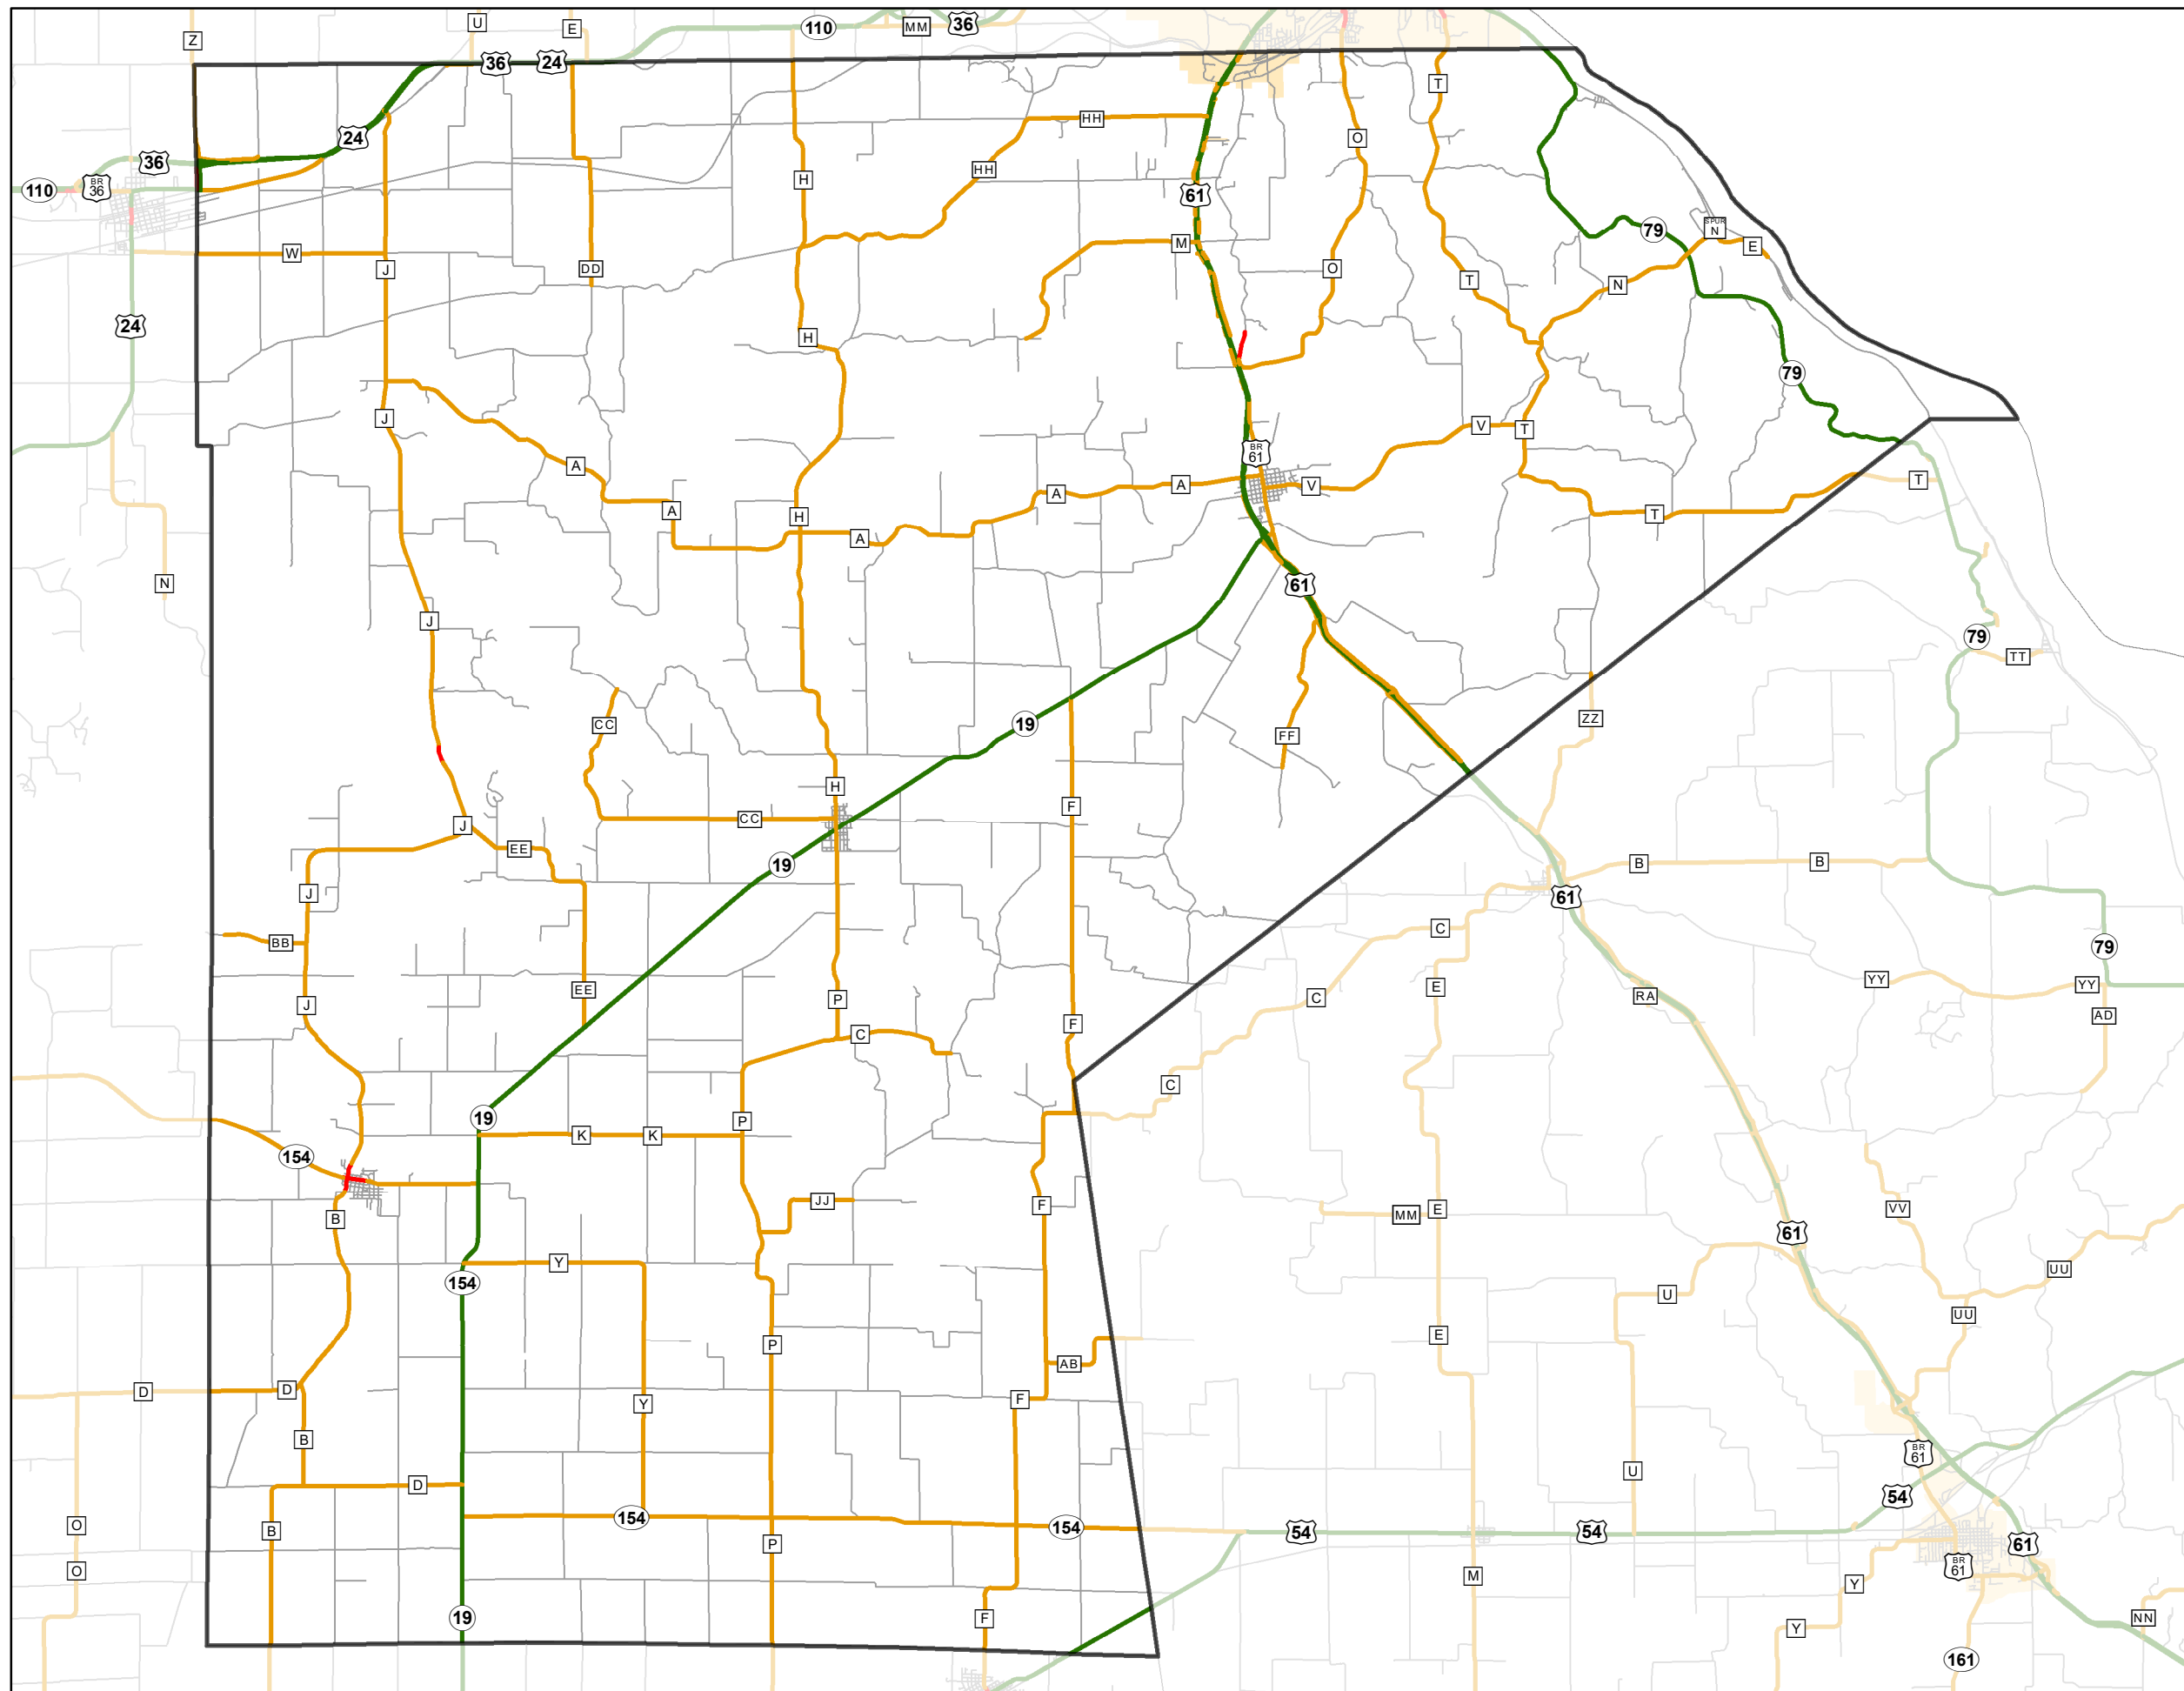 U
E
110
MM
36
Z
36
24
T
HH
O
24
36
HH
H
110
BR
36
61
SPUR
N
79
M
E
W
J
DD
O
T
N
24
H
79
J
V
T
BR
61
A
T
A
V
A
A
H
T
A
N
61
J
79
TT
ZZ
19
CC
FF
H
F
CC
J
EE
B
B
19
J
61
C
BB
79
YY
YY
EE
RA
C
E
P
J
AD
F
C
C
19
P
K
K
154
JJ
F
VV
E
MM
B
61
Y
UU
154
U
UU
E
P
AB
D
D
F
Y
B
BR
61
U
D
54
154
O
154
B
54
54
P
61
BR
61
O
M
Y
19
F
NN
Y
161